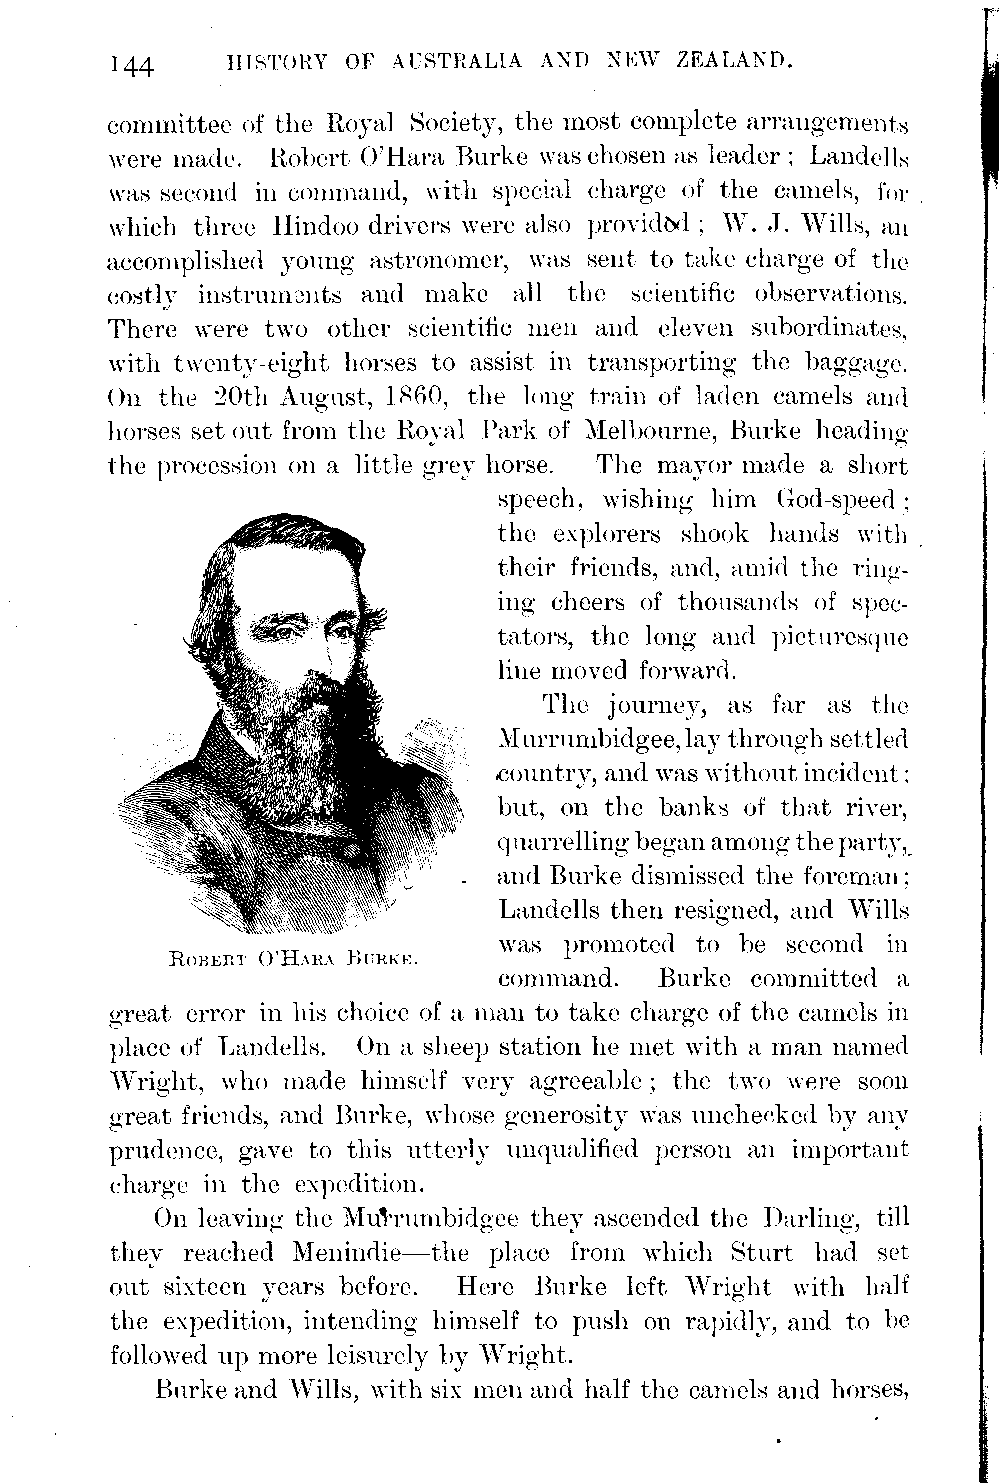 144 HISTORY OF AUSTRALIA AND NEW ZEALAND.
committee of the Royal Society, the most complete arrangements
were made. Robert O'Hara Burke was chosen as leader; Landells
was second in command, with special charge of the camels, for
which three Hindoo drivers were also provided; W. J. Wills, an
accomplished young astronomer, was sent to take charge of the
costly instruments and make all the scientific observations.
There were two other scientific men and eleven subordinates,
with twenty-eight horses to assist in transporting the baggage.
On the 20th August, 1860, the long train of laden camels and
horses set out from the Royal Park of Melbourne, Burke heading
the procession on a little grey horse. The mayor made a short
speech, wishing him God-speed;
the explorers shook hands with
their friends, and, amid the ring-
ing cheers of thousands of spec-
tators, the long and picturesque
line moved forward.
The journey, as far as the
Murrumbidgee, lay through settled
country, and was without incident;
but, on the banks of that river,
quarrelling began among the party,
and Burke dismissed the foreman;
Landells then resigned, and Wills
was promoted to be second in
command. Burke committed a
ROBERT O'HARA BURKE.
great error in his choice of a man to take charge of the camels in
place of Landells. On a sheep station he met with a man named
Wright, who made himself very agreeable; the two were soon
great friends, and Burke, whose generosity was unchecked by any
prudence, gave to this utterly unqualified person an important
charge in the expedition.
On leaving the Murrumbidgee they ascended the Darling, till
they reached Menindie—the place from which Sturt had set
out sixteen years before. Here Burke left Wright with half
the expedition, intending himself to push on rapidly, and to be
followed up more leisurely by Wright.
Burke and Wills, with six men and half the camels and horses,